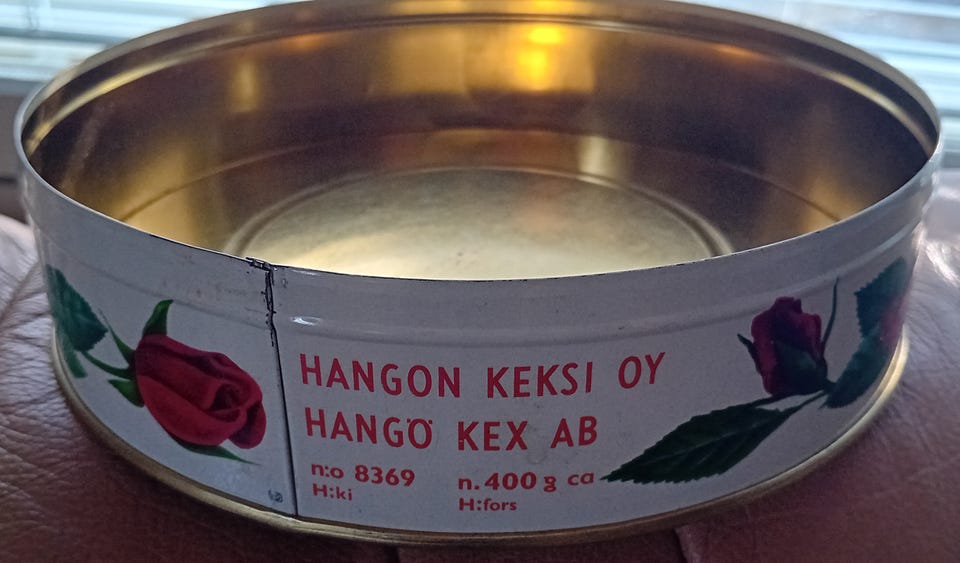 HANGON KEKSI OY
HANGÖ KEX AB
n:o 8369 n. 400 g ca
H:ki H:fors